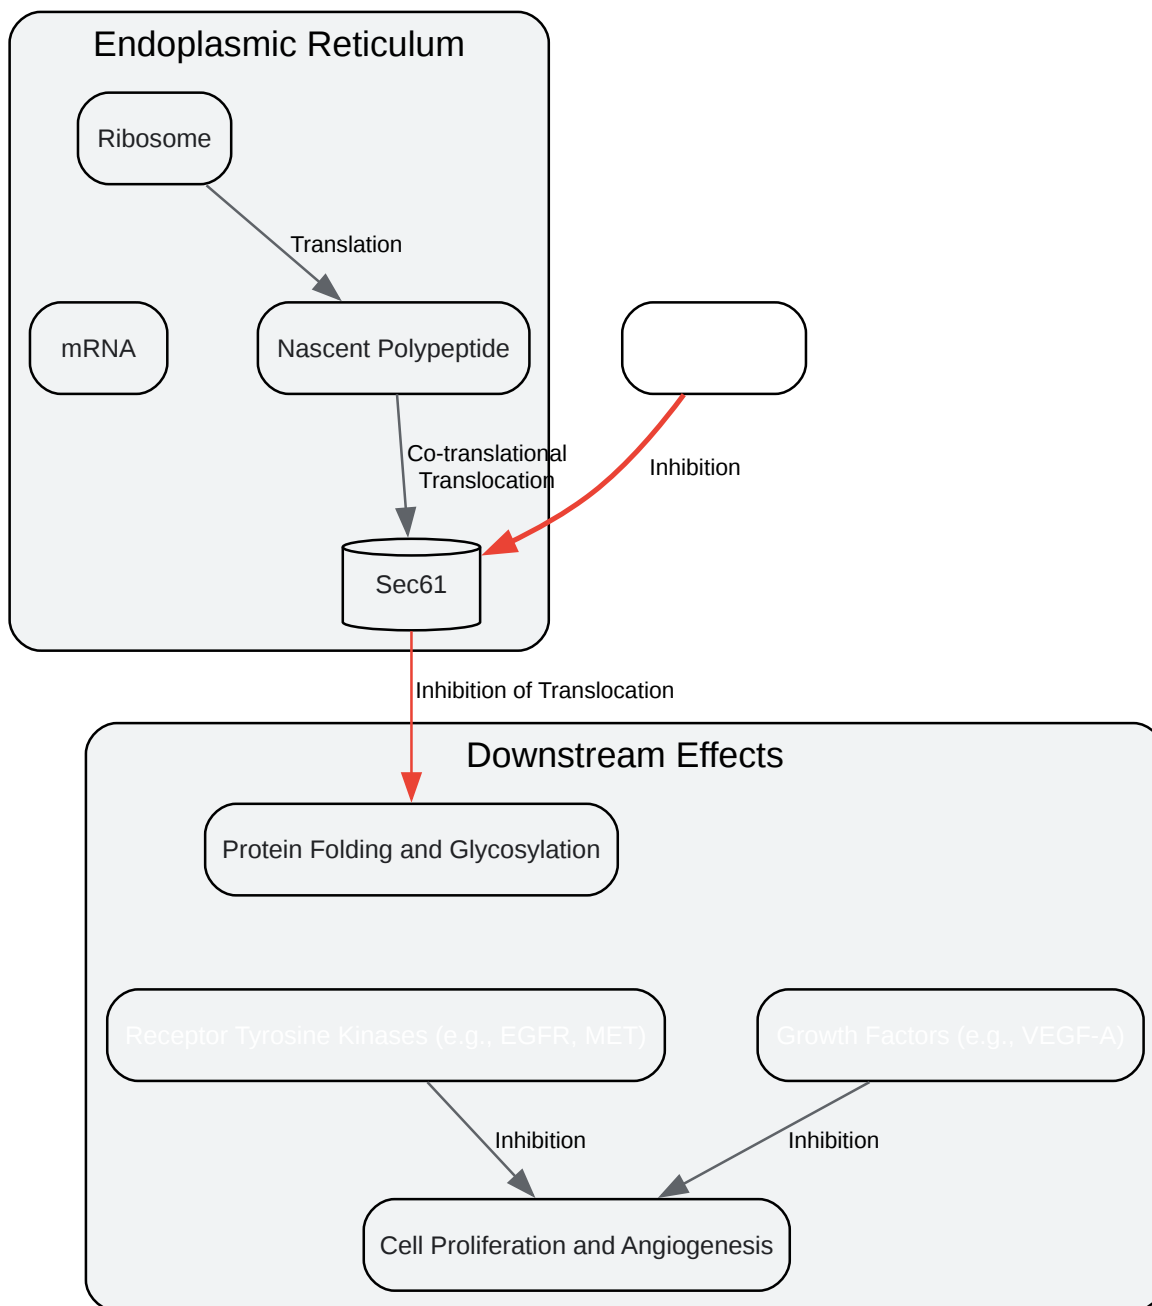 Endoplasmic Reticulum
Ribosome
Translation
mRNA
Nascent Polypeptide
Co-translational
Translocation
Inhibition
Sec61
Inhibition of Translocation
Downstream Effects
Protein Folding and Glycosylation
Receptor Tyrosine Kinases (e.g., EGFR, MET)
Growth Factors (e.g., VEGF-A)
Inhibition
Inhibition
Cell Proliferation and Angiogenesis